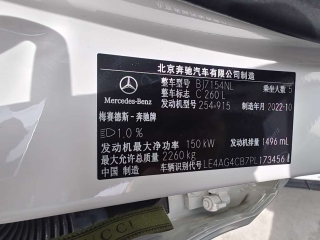 北京奔驰汽车有限公司制造
整车型号 BJ7154NL 乘坐人数 5
整车标志 C 260 L
发动机型号 254-915 制造年月 2022-10
Mercedes-Benz
梅赛德斯-奔驰牌
1.0 %
发动机最大净功率 150 kW 发动机排量 1496 mL
最大允许总质量 2260 kg
中国 制造 车辆识别代号 LE4AG4CB7PL173456